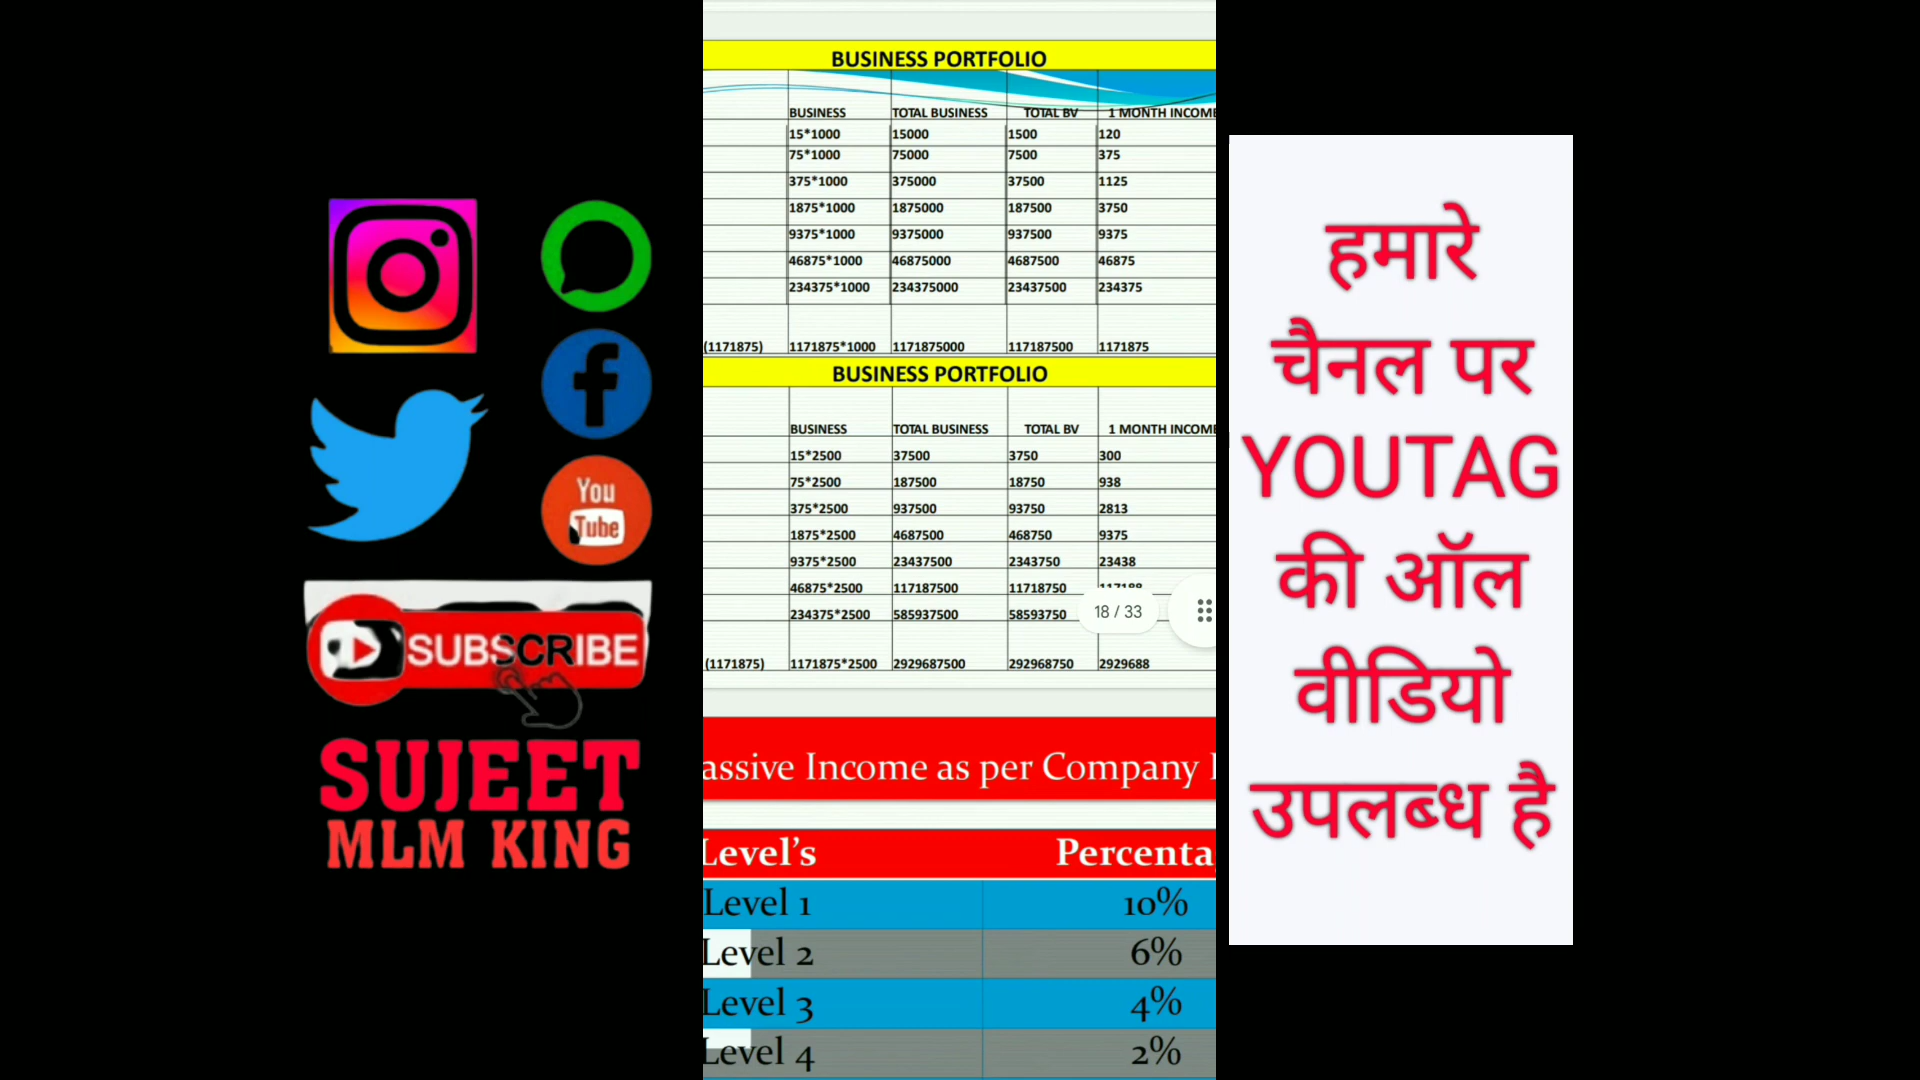 You
Tube
SUBSCRIBE
SUJEET
MLM KING
BUSINESS PORTFOLIO
BUSINESS TOTAL BUSINESS TOTAL BV 1 MONTH INCOME
15*1000 15000 1500 120
75*1000 75000 7500 375
375*1000 375000 37500 1125
1875*1000 1875000 187500 3750
9375*1000 9375000 937500 9375
46875*1000 46875000 4687500 46875
234375*1000 234375000 23437500 234375
(1171875) 1171875*1000 1171875000 117187500 1171875
BUSINESS PORTFOLIO
BUSINESS TOTAL BUSINESS TOTAL BV 1 MONTH INCOME
15*2500 37500 3750 300
75*2500 187500 18750 938
375*2500 937500 93750 2813
1875*2500 4687500 468750 9375
9375*2500 23437500 2343750 23438
46875*2500 117187500 11718750
234375*2500 585937500 58593750
18 / 33
(1171875) 1171875*2500 2929687500 292968750 2929688
assive Income as per Company
Level's Percenta
Level 1 10%
Level 2 6%
Level 3 4%
Level 4 2%
हमारे
चैनल पर
YOUTAG
की ऑल
वीडियो
उपलब्ध है